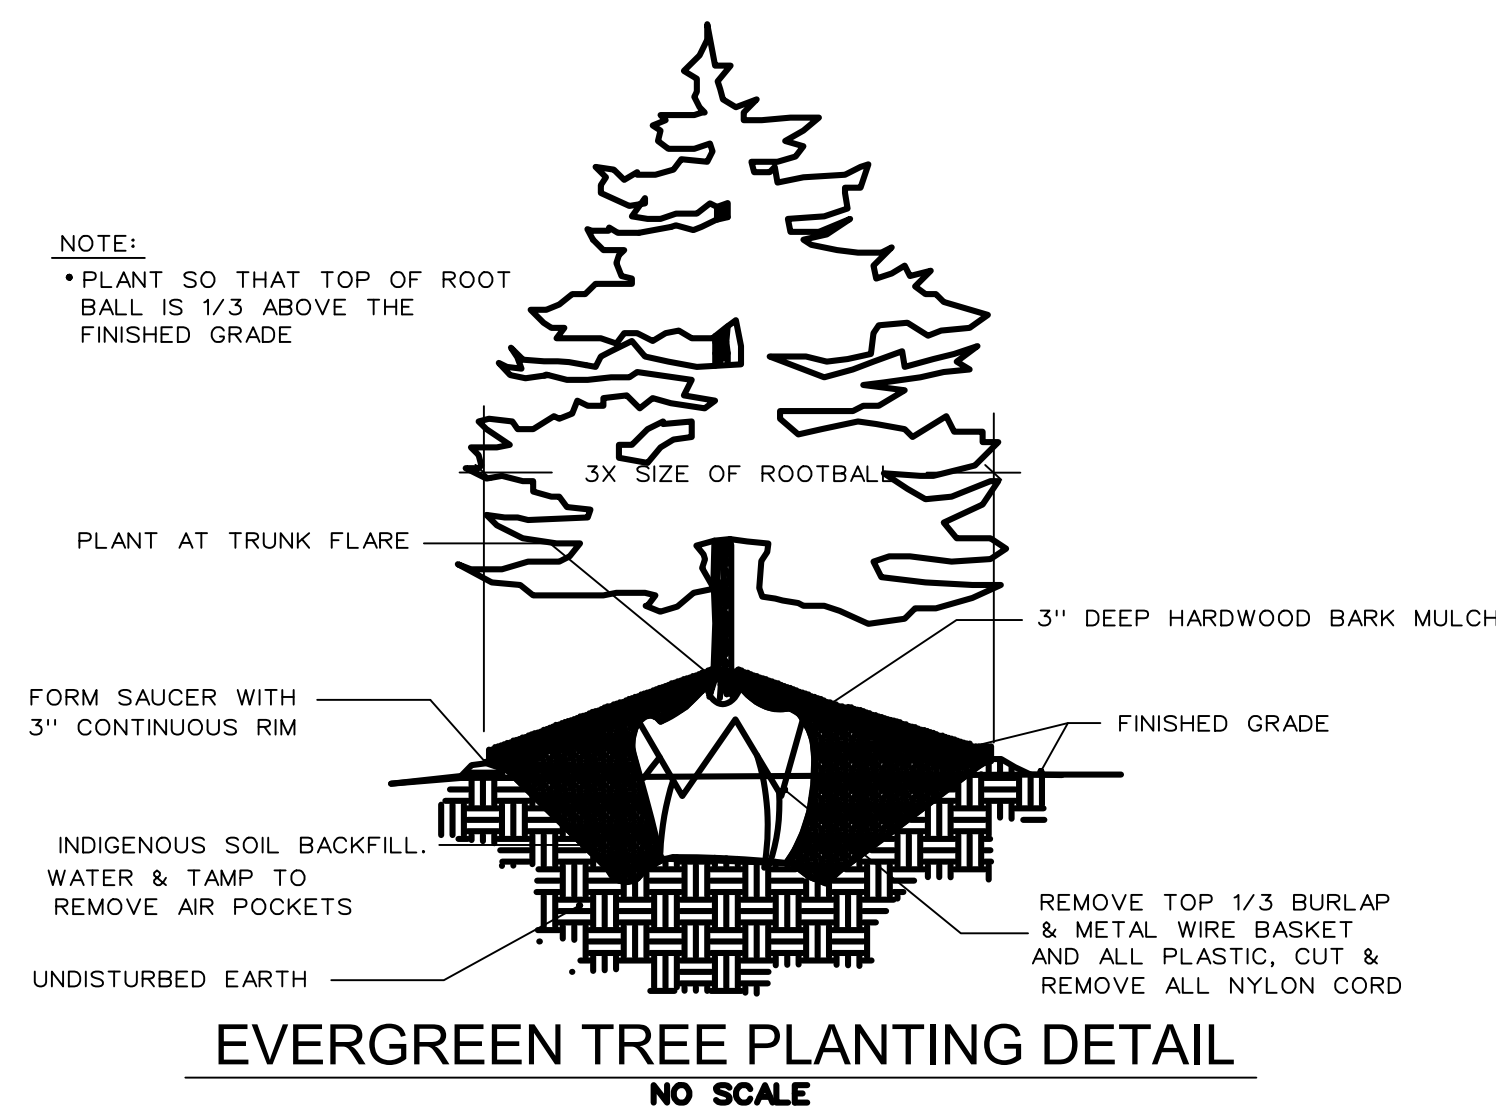 NOTE:
• PLANT SO THAT TOP OF ROOT
BALL IS 1/3 ABOVE THE
FINISHED GRADE
3X SIZE OF ROOTBALL
PLANT AT TRUNK FLARE
3" DEEP HARDWOOD BARK MULCH
FORM SAUCER WITH
3" CONTINUOUS RIM
FINISHED GRADE
INDIGENOUS SOIL BACKFILL.
WATER & TAMP TO
REMOVE AIR POCKETS
REMOVE TOP 1/3 BURLAP
& METAL WIRE BASKET
AND ALL PLASTIC, CUT &
REMOVE ALL NYLON CORD
UNDISTURBED EARTH
EVERGREEN TREE PLANTING DETAIL
NO SCALE